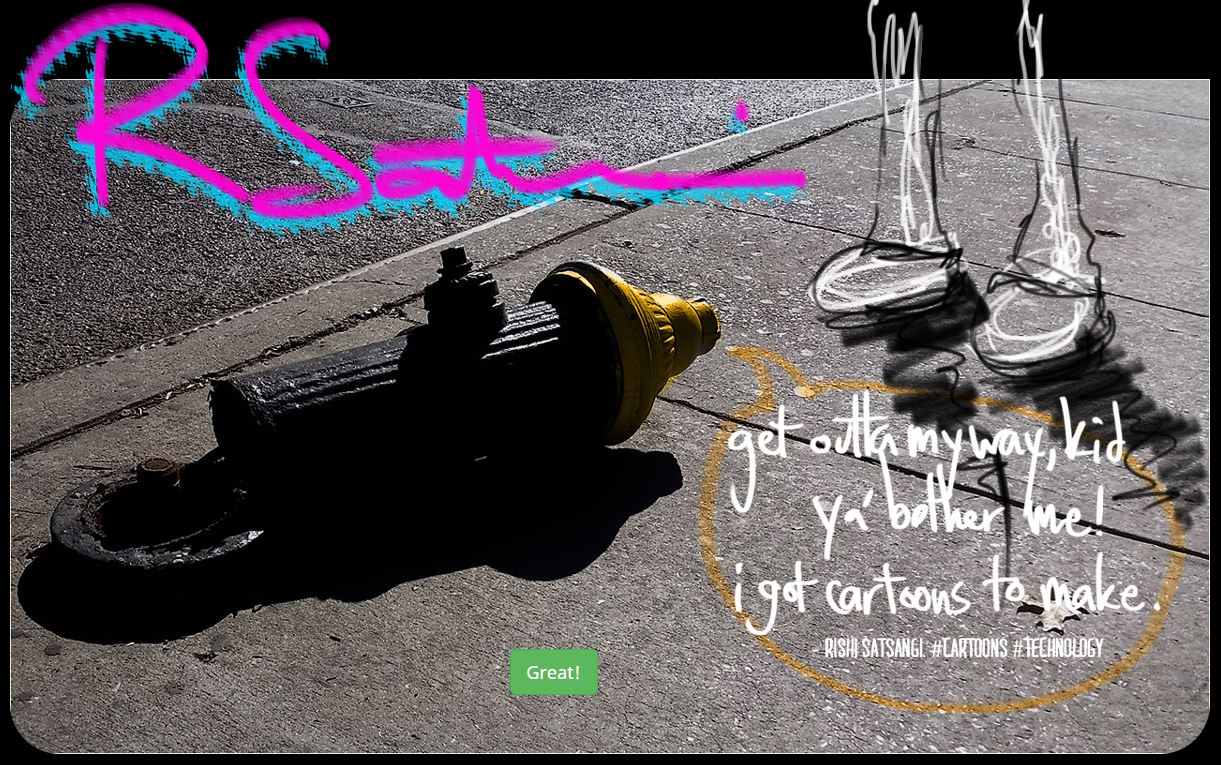 RSat i
get outta my way, kid
ya' bother me!
i got cartoons to make.
RISHI SATSANGI, #CARTOONS #TECHNOLOGY
Great!